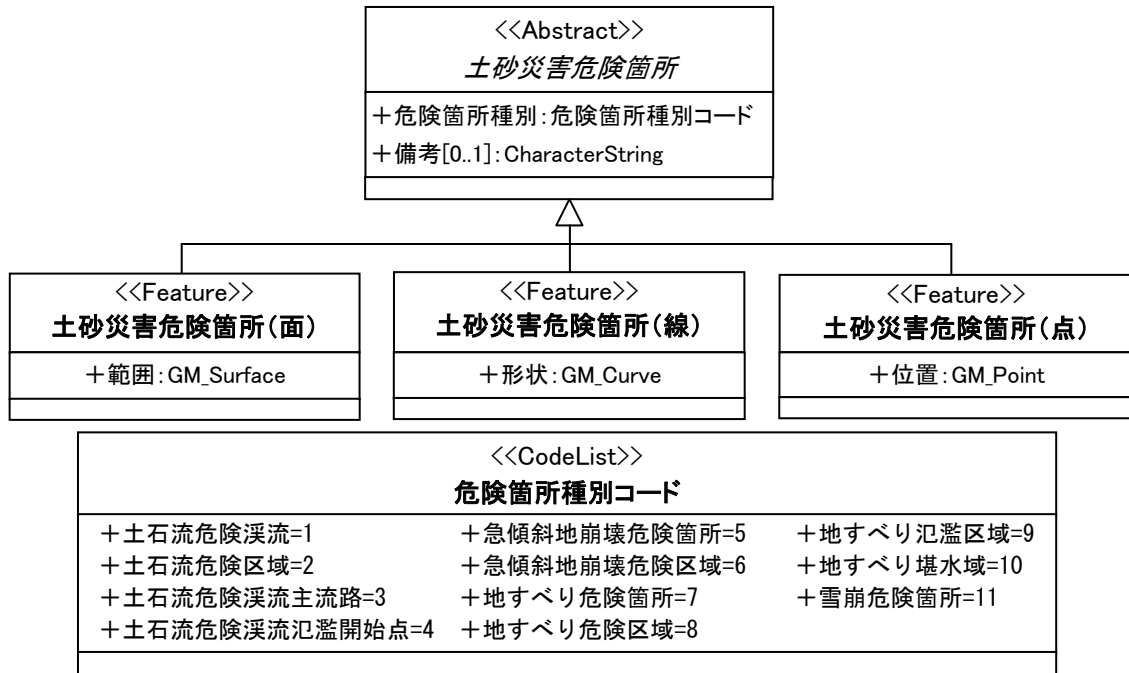 <<Abstract>>
土砂災害危険箇所
＋危険箇所種別：危険箇所種別コード
＋備考[0..1]：CharacterString
<<Feature>>
土砂災害危険箇所（面）
＋範囲：GM_Surface
<<Feature>>
土砂災害危険箇所（線）
＋形状：GM_Curve
<<Feature>>
土砂災害危険箇所（点）
＋位置：GM_Point
<<CodeList>>
危険箇所種別コード
＋土石流危険渓流=1
＋土石流危険区域=2
＋土石流危険渓流主流路=3
＋土石流危険渓流氾濫開始点=4
＋急傾斜地崩壊危険箇所=5
＋急傾斜地崩壊危険区域=6
＋地すべり危険箇所=7
＋地すべり危険区域=8
＋地すべり氾濫区域=9
＋地すべり堪水域=10
＋雪崩危険箇所=11